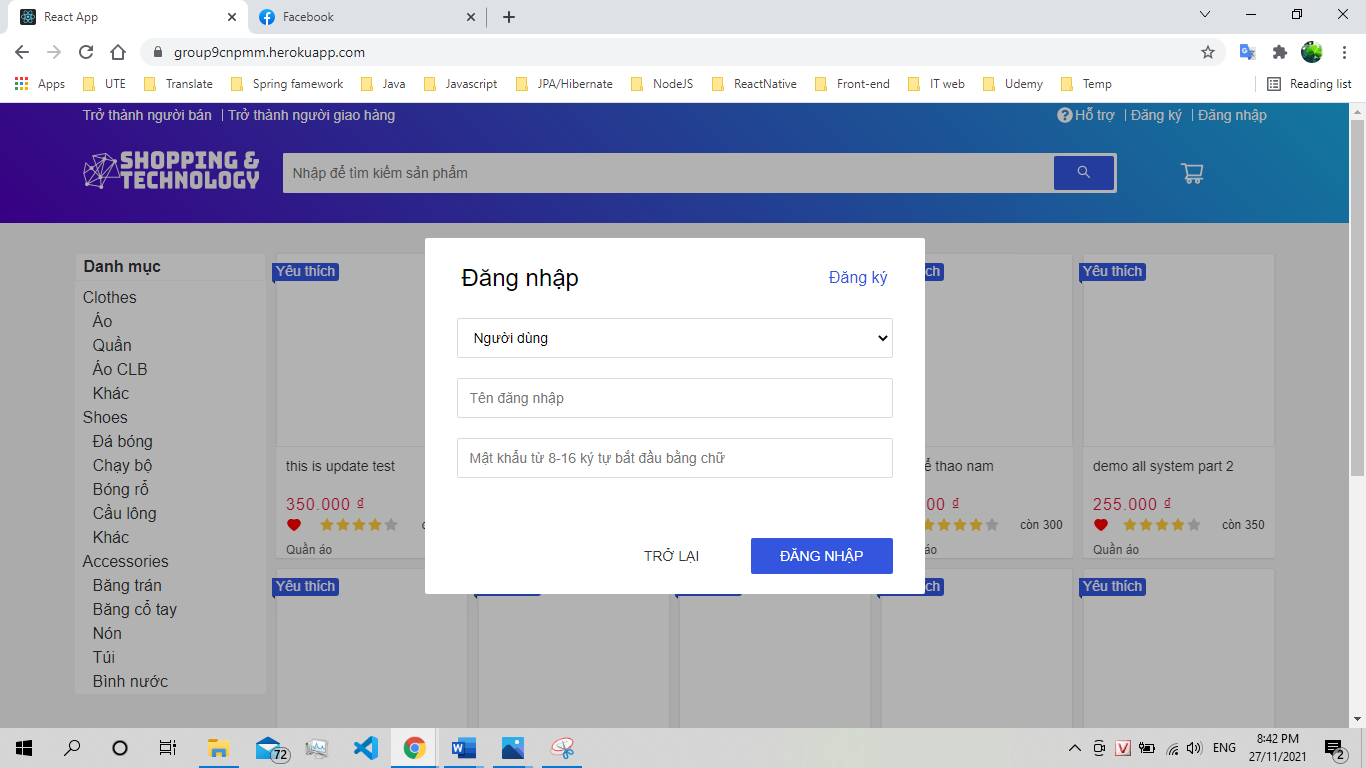 React App
Facebook
group9cnpmm.herokuapp.com
Apps UTE Translate Spring famework Java Javascript JPA/Hibernate NodeJS ReactNative Front-end IT web Udemy Temp Reading list
Trở thành người bán | Trở thành người giao hàng
Hỗ trợ | Đăng ký | Đăng nhập
SHOPPING &
TECHNOLOGY
Nhập để tìm kiếm sản phẩm
Danh mục
Clothes
Áo
Quần
Áo CLB
Khác
Shoes
Đá bóng
Chạy bộ
Bóng rổ
Cầu lông
Khác
Accessories
Băng trán
Băng cổ tay
Nón
Túi
Bình nước
Yêu thích
this is update test
350.000 ₫
Quần áo
Đăng nhập
Đăng ký
Người dùng
Tên đăng nhập
Mật khẩu từ 8-16 ký tự bắt đầu bằng chữ
TRỞ LẠI
ĐĂNG NHẬP
thao nam
00 ₫
còn 300
áo
Yêu thích
demo all system part 2
255.000 ₫
còn 350
Quần áo
Yêu thích
Yêu thích
72
V
ENG
8:42 PM
27/11/2021
2